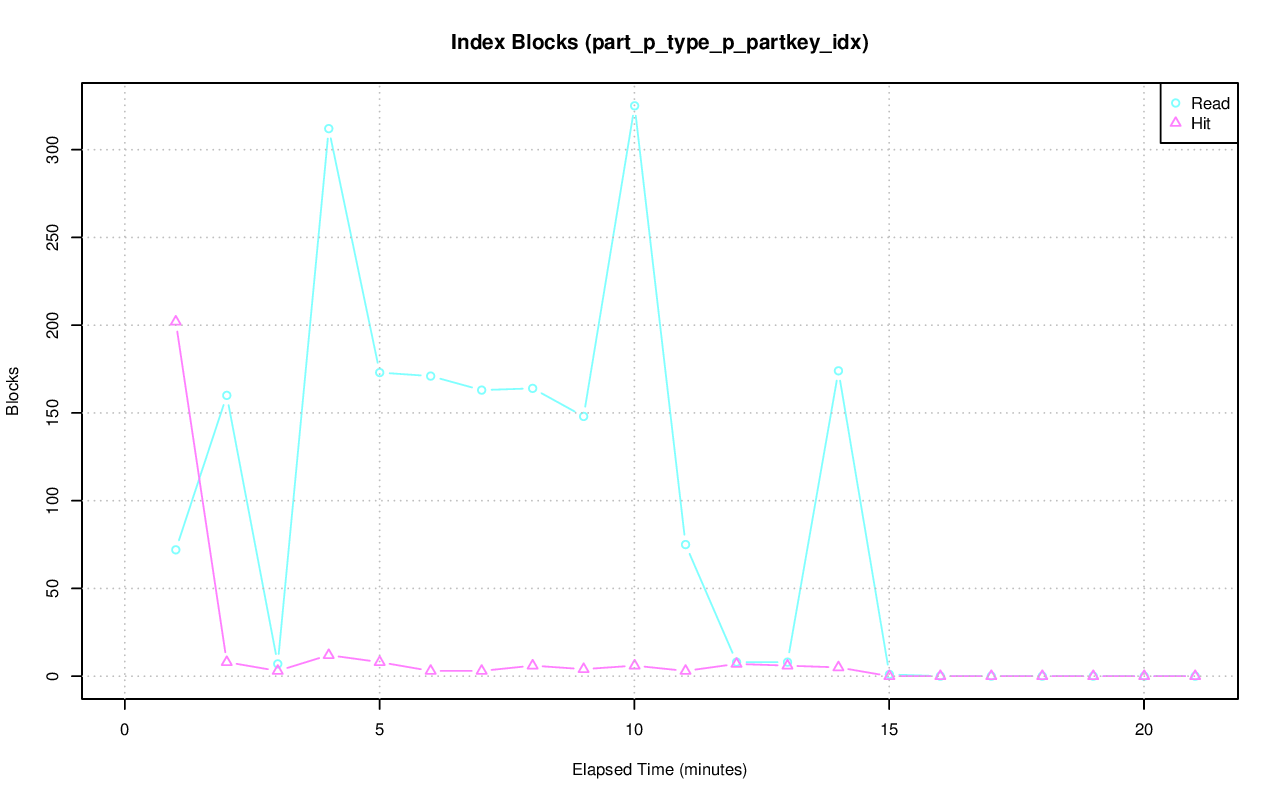 Index Blocks (part_p_type_p_partkey_idx)
Read
Hit
Blocks
300
250
200
150
100
50
0
0 5 10 15 20
Elapsed Time (minutes)